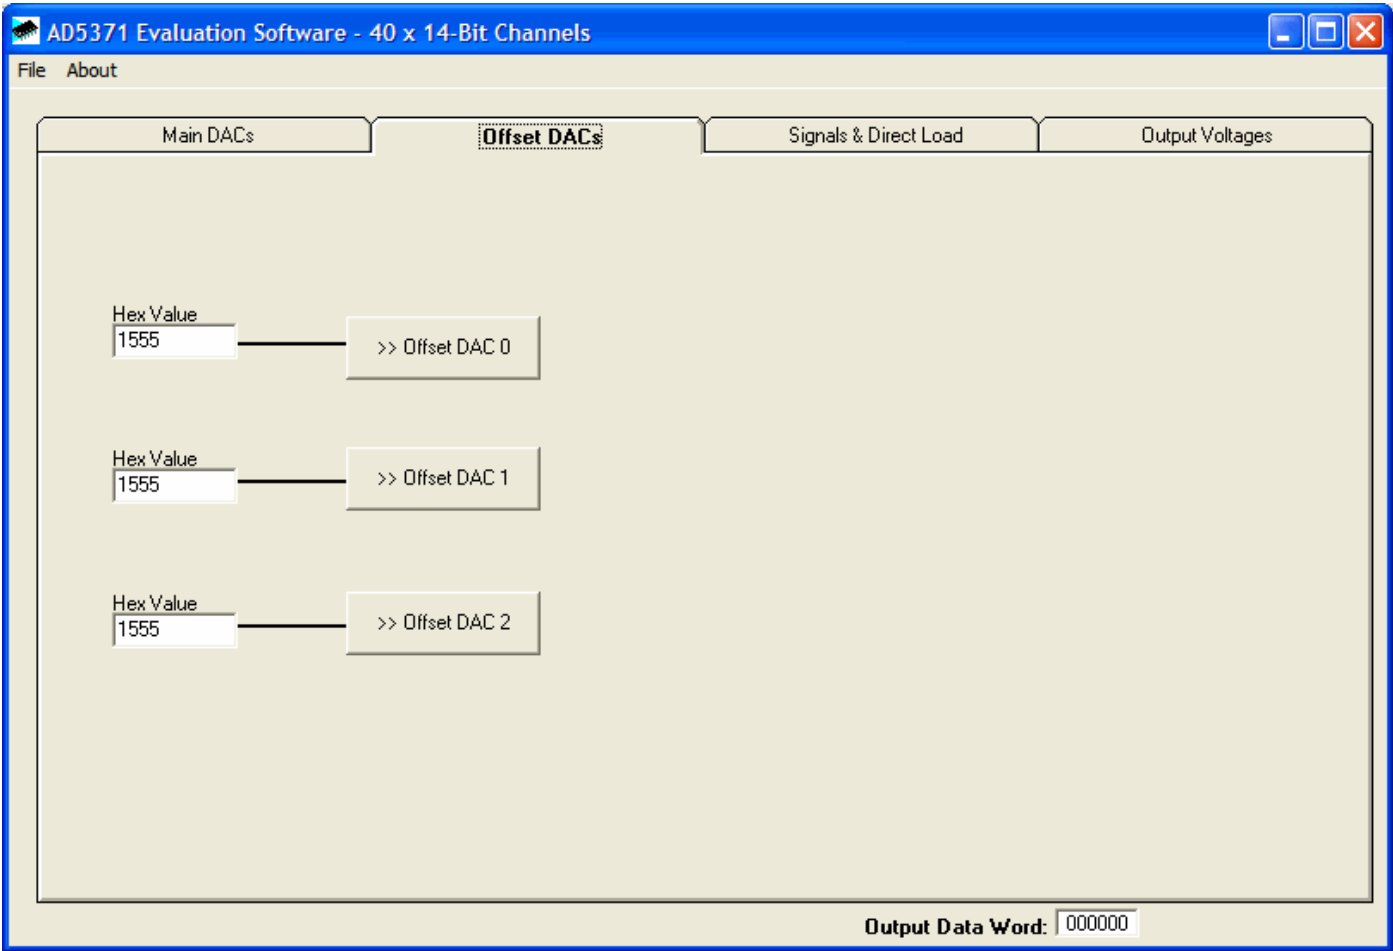 AD5371 Evaluation Software - 40 x 14-Bit Channels
File About
Main DACs Offset DACs Signals & Direct Load Output Voltages
Hex Value
1555
>> Offset DAC 0
Hex Value
1555
>> Offset DAC 1
Hex Value
1555
>> Offset DAC 2
Output Data Word: 000000